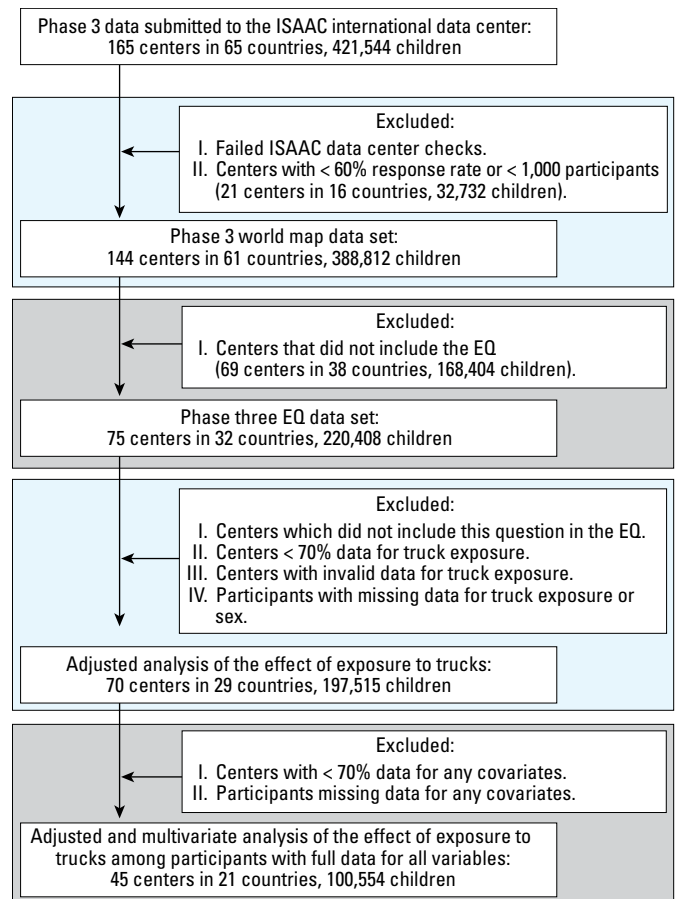 Phase 3 data submitted to the ISAAC international data center:
165 centers in 65 countries, 421,544 children
Excluded:
I. Failed ISAAC data center checks.
II. Centers with < 60% response rate or < 1,000 participants
(21 centers in 16 countries, 32,732 children).
Phase 3 world map data set:
144 centers in 61 countries, 388,812 children
Excluded:
I. Centers that did not include the EQ
(69 centers in 38 countries, 168,404 children).
Phase three EQ data set:
75 centers in 32 countries, 220,408 children
Excluded:
I. Centers which did not include this question in the EQ.
II. Centers < 70% data for truck exposure.
III. Centers with invalid data for truck exposure.
IV. Participants with missing data for truck exposure or
sex.
Adjusted analysis of the effect of exposure to trucks:
70 centers in 29 countries, 197,515 children
Excluded:
I. Centers with < 70% data for any covariates.
II. Participants missing data for any covariates.
Adjusted and multivariate analysis of the effect of exposure to
trucks among participants with full data for all variables:
45 centers in 21 countries, 100,554 children